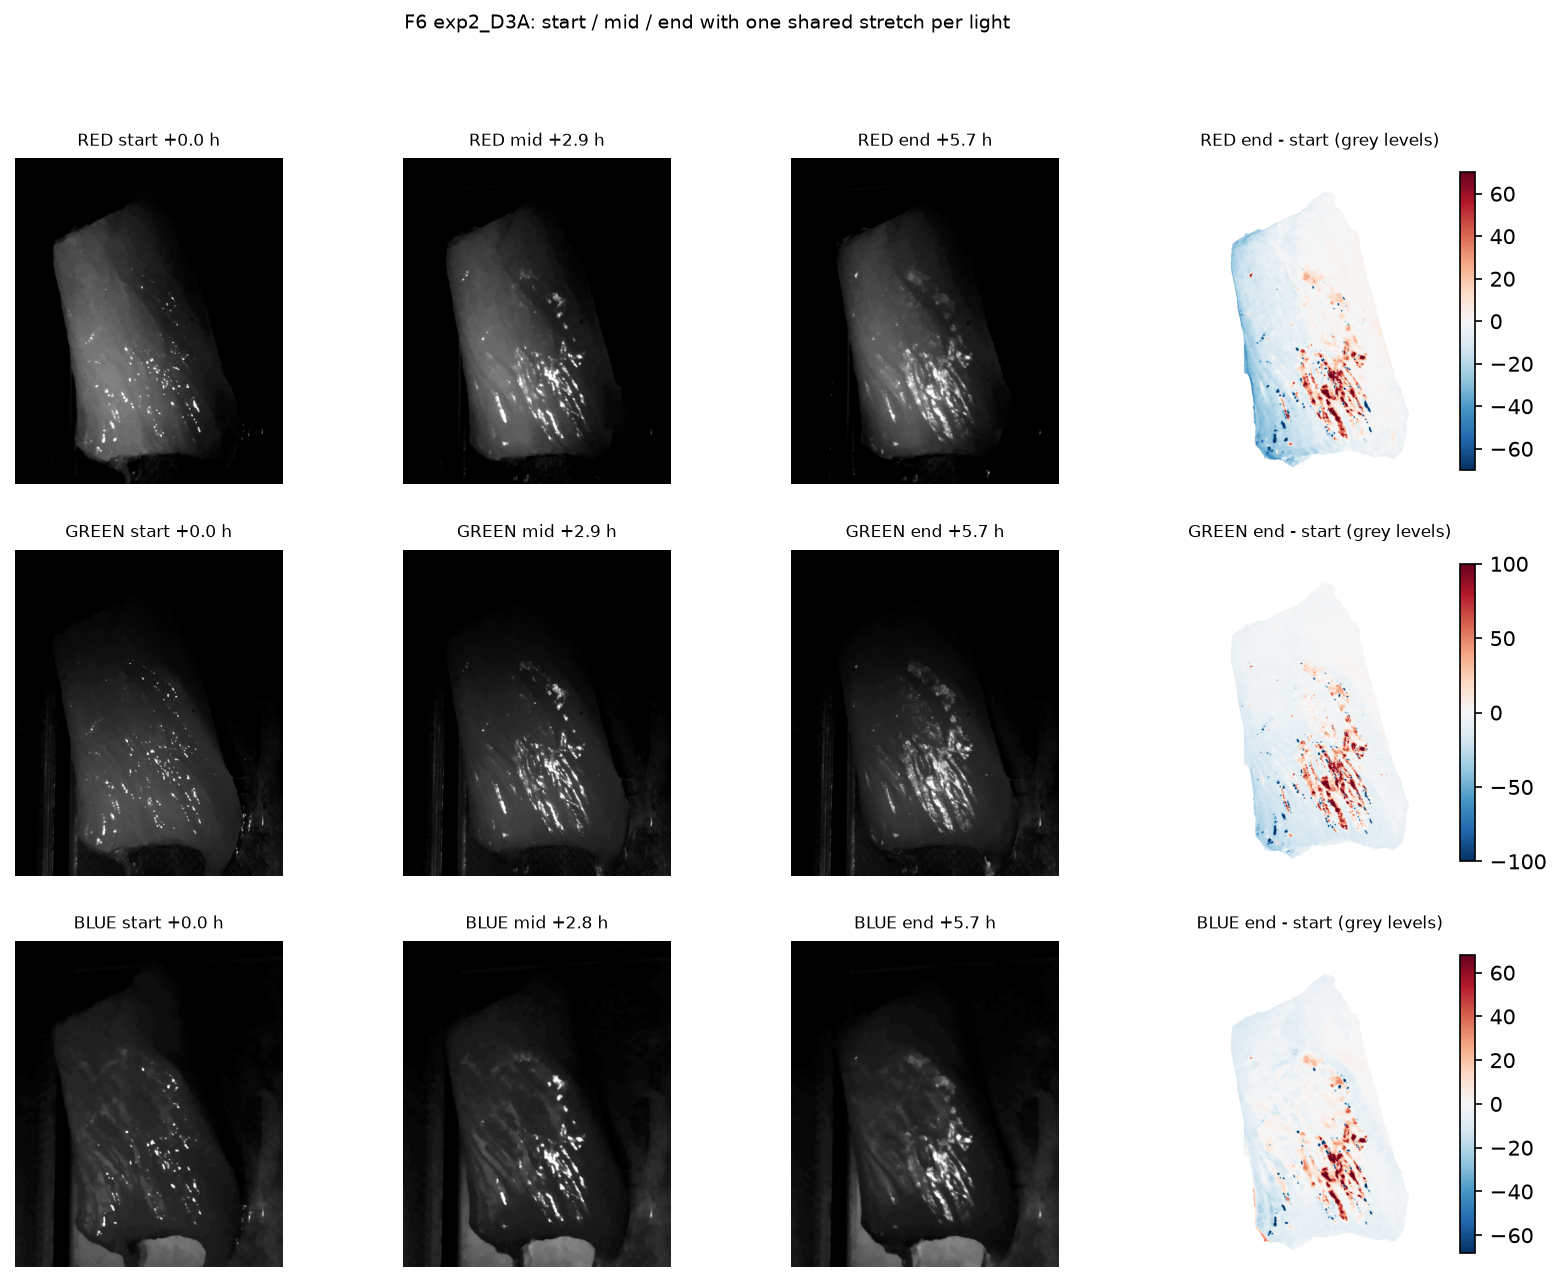 F6 exp2_D3A: start / mid / end with one shared stretch per light
RED start +0.0 h
RED mid +2.9 h
RED end +5.7 h
RED end - start (grey levels)
60
40
20
0
−20
−40
−60
GREEN start +0.0 h
GREEN mid +2.9 h
GREEN end +5.7 h
GREEN end - start (grey levels)
100
50
0
−50
−100
BLUE start +0.0 h
BLUE mid +2.8 h
BLUE end +5.7 h
BLUE end - start (grey levels)
60
40
20
0
−20
−40
−60